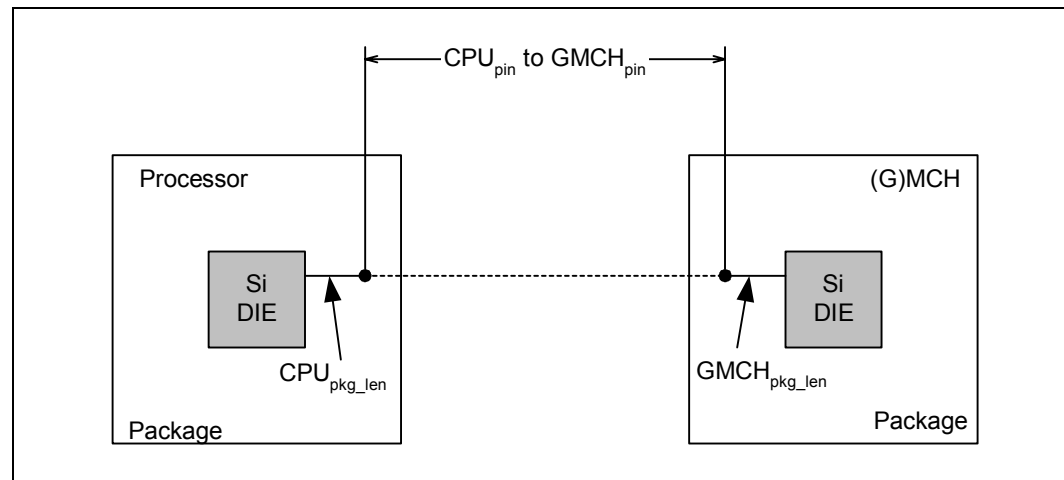 CPUpin to GMCHpin
Processor
(G)MCH
Si
DIE
Si
DIE
CPUpkg_len
GMCHpkg_len
Package
Package